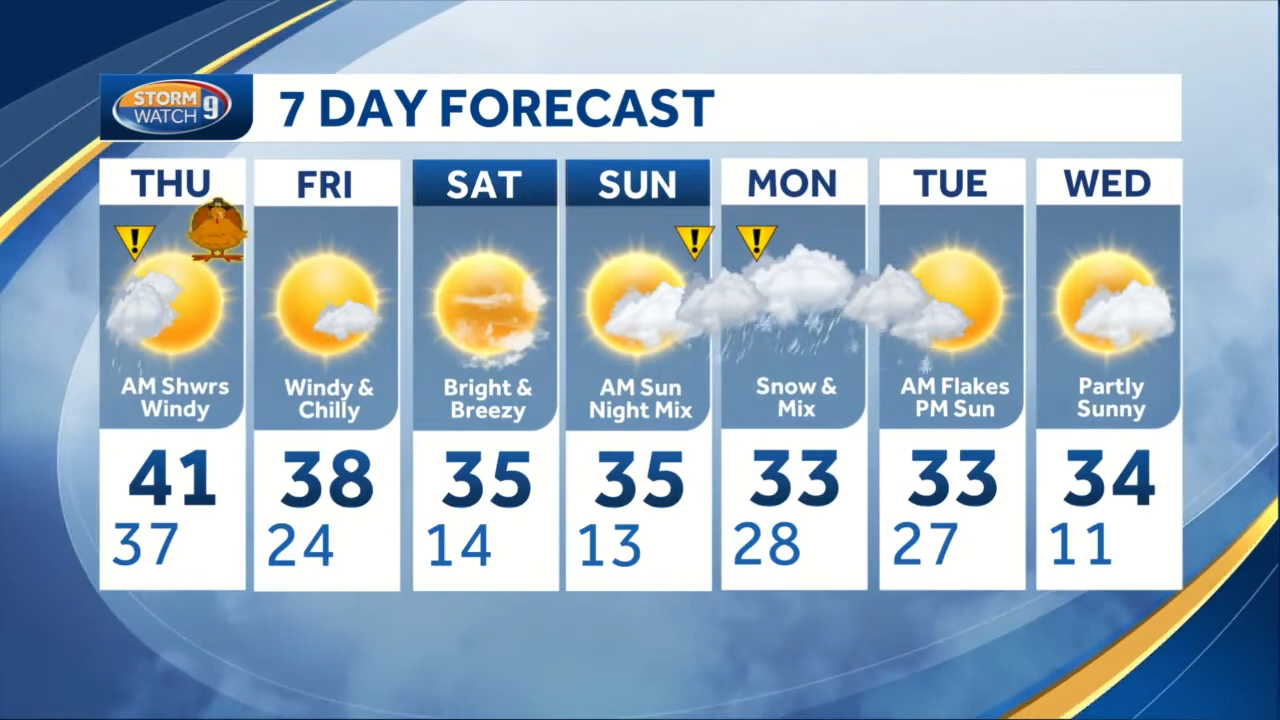 STORM
WATCH 9
7 DAY FORECAST
THU
FRI
SAT
SUN
MON
TUE
WED
!
!
!
AM Shwrs
Windy
Windy &
Chilly
Bright &
Breezy
AM Sun
Night Mix
Snow &
Mix
AM Flakes
PM Sun
Partly
Sunny
41
38
35
35
33
33
34
37
24
14
13
28
27
11